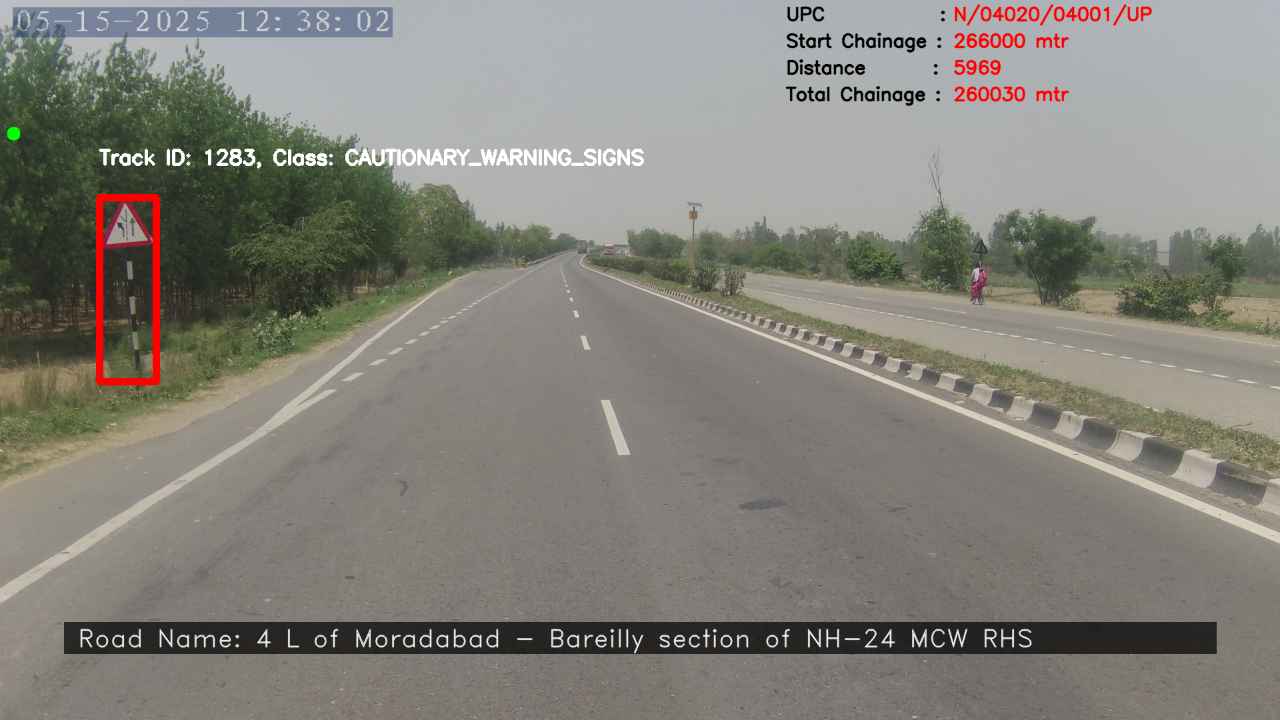 05-15-2025 12:38:02
UPC : N/04020/04001/UP
Start Chainage : 266000 mtr
Distance : 5969
Total Chainage : 260030 mtr
Track ID: 1283, Class: CAUTIONARY_WARNING_SIGNS
Road Name: 4 L of Moradabad - Bareilly section of NH-24 MCW RHS